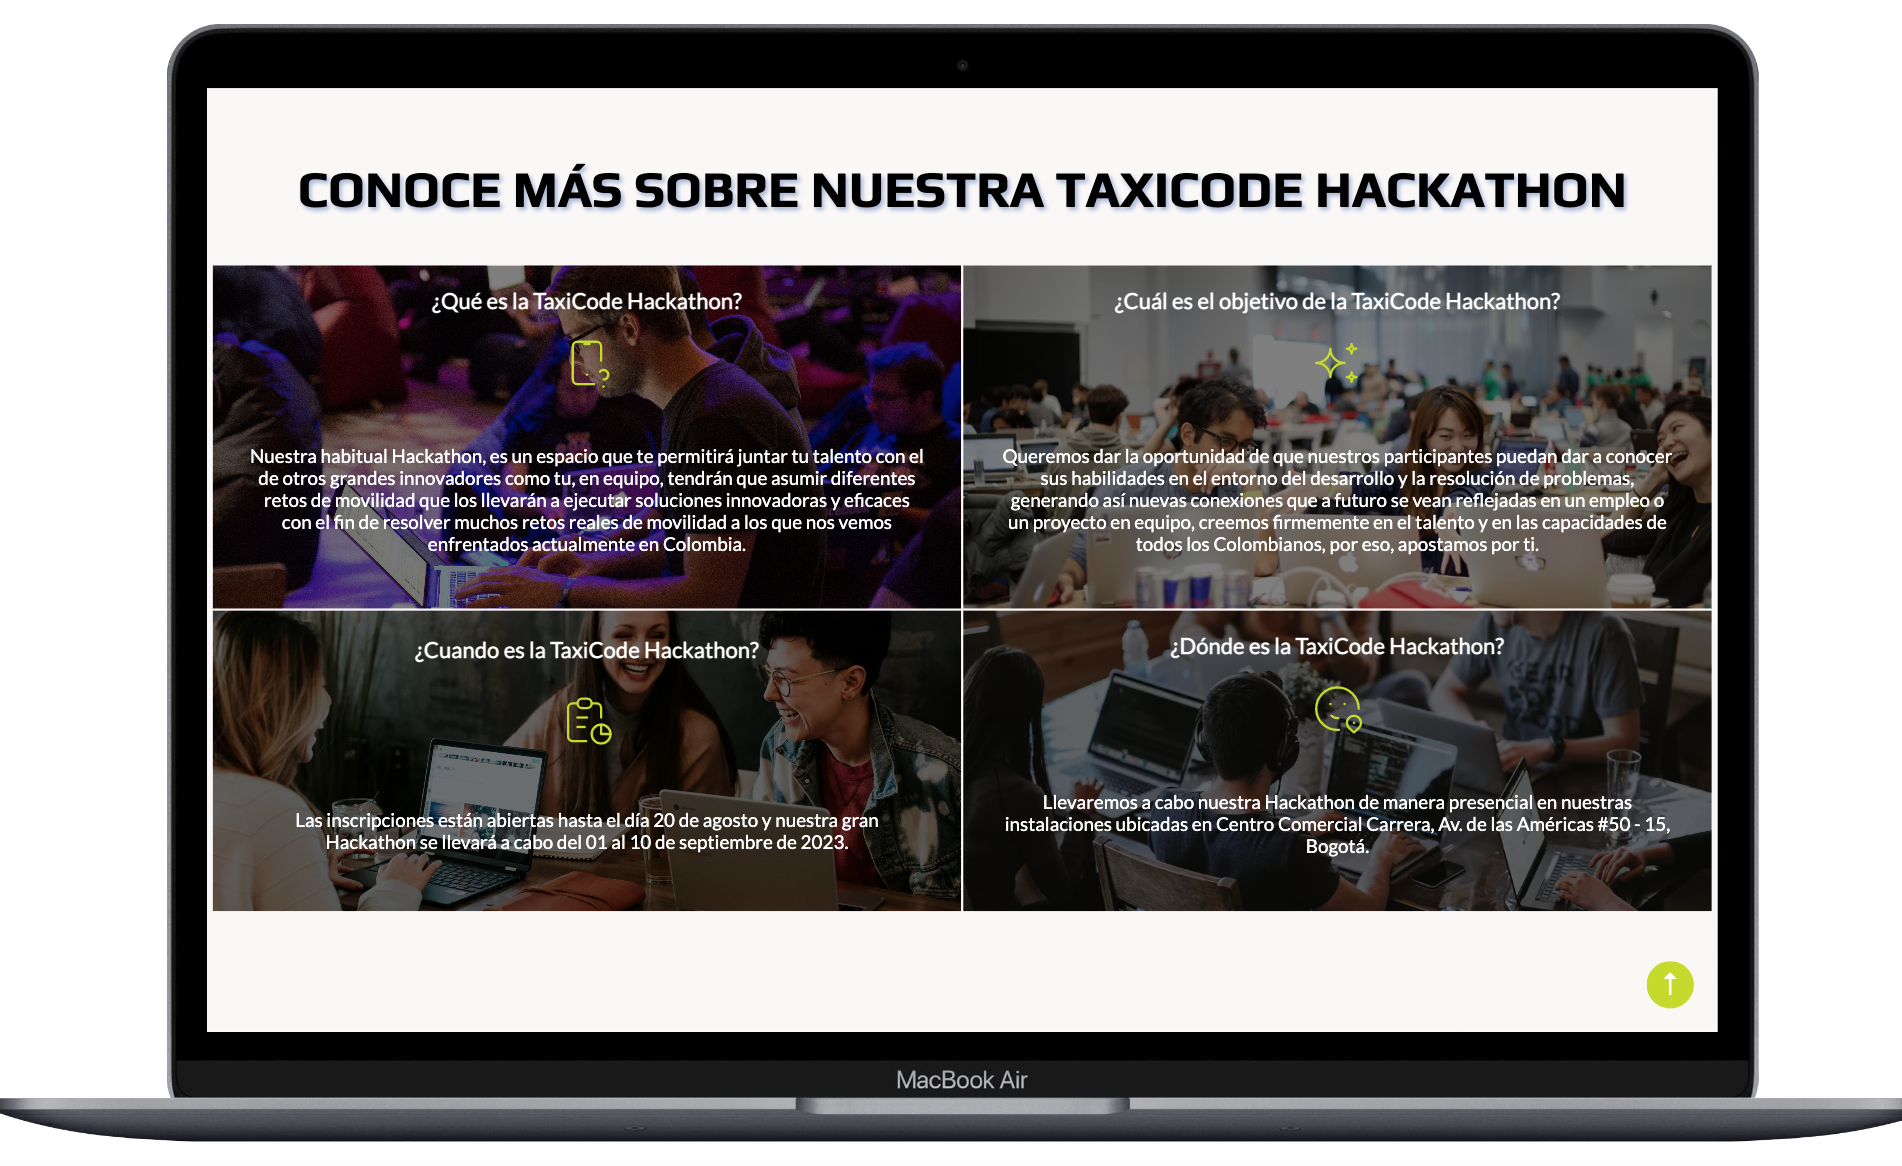 CONOCE MÁS SOBRE NUESTRA TAXICODE HACKATHON
¿Qué es la TaxiCode Hackathon?
Nuestra habitual Hackathon, es un espacio que te permitirá juntar tu talento con el
de otros grandes innovadores como tu, en equipo, tendrán que asumir diferentes
retos de movilidad que los llevarán a ejecutar soluciones innovadoras y eficaces
con el fin de resolver muchos retos reales de movilidad a los que nos vemos
enfrentados actualmente en Colombia.
¿Cuál es el objetivo de la TaxiCode Hackathon?
Queremos dar la oportunidad de que nuestros participantes puedan dar a conocer
sus habilidades en el entorno del desarrollo y la resolución de problemas,
generando así nuevas conexiones que a futuro se vean reflejadas en un empleo o
un proyecto en equipo, creemos firmemente en el talento y en las capacidades de
todos los Colombianos, por eso, apostamos por ti.
¿Cuando es la TaxiCode Hackathon?
Las inscripciones están abiertas hasta el día 20 de agosto y nuestra gran
Hackathon se llevará a cabo del 01 al 10 de septiembre de 2023.
¿Dónde es la TaxiCode Hackathon?
Llevaremos a cabo nuestra Hackathon de manera presencial en nuestras
instalaciones ubicadas en Centro Comercial Carrera, Av. de las Américas #50 - 15,
Bogotá.
MacBook Air